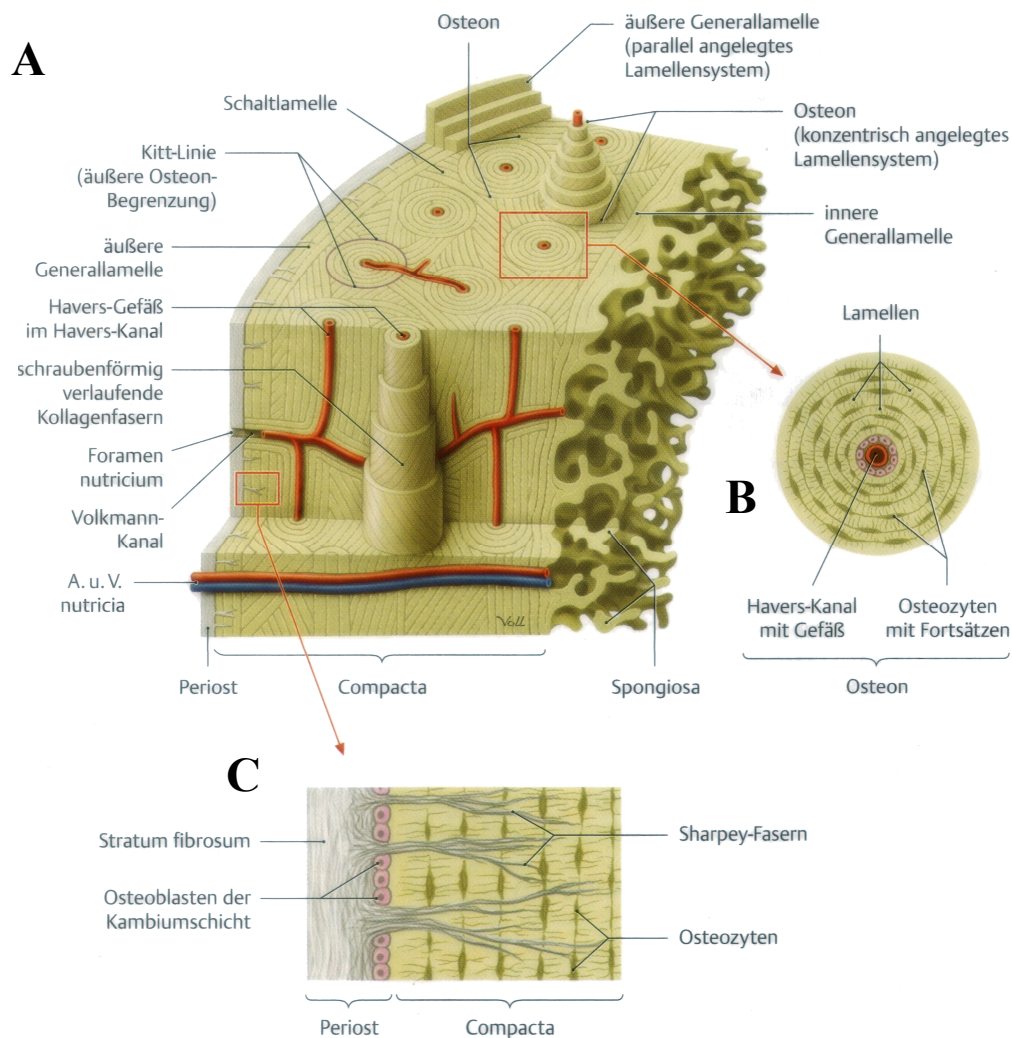 A
Osteon
äußere Generallamelle
(parallel angelegtes
Lamellensystem)
Schaltlamelle
Osteon
(konzentrisch angelegtes
Lamellensystem)
Kitt-Linie
(äußere Osteon-
Begrenzung)
innere
Generallamelle
äußere
Generallamelle
Havers-Gefäß
im Havers-Kanal
schraubenförmig
verlaufende
Kollagenfasern
Foramen
nutricium
Volkmann-
Kanal
A. u. V.
nutricia
Voll
Periost
Compacta
Spongiosa
Lamellen
B
Havers-Kanal
mit Gefäß
Osteozyten
mit Fortsätzen
Osteon
C
Stratum fibrosum
Osteoblasten der
Kambiumschicht
Sharpey-Fasern
Osteozyten
Periost
Compacta